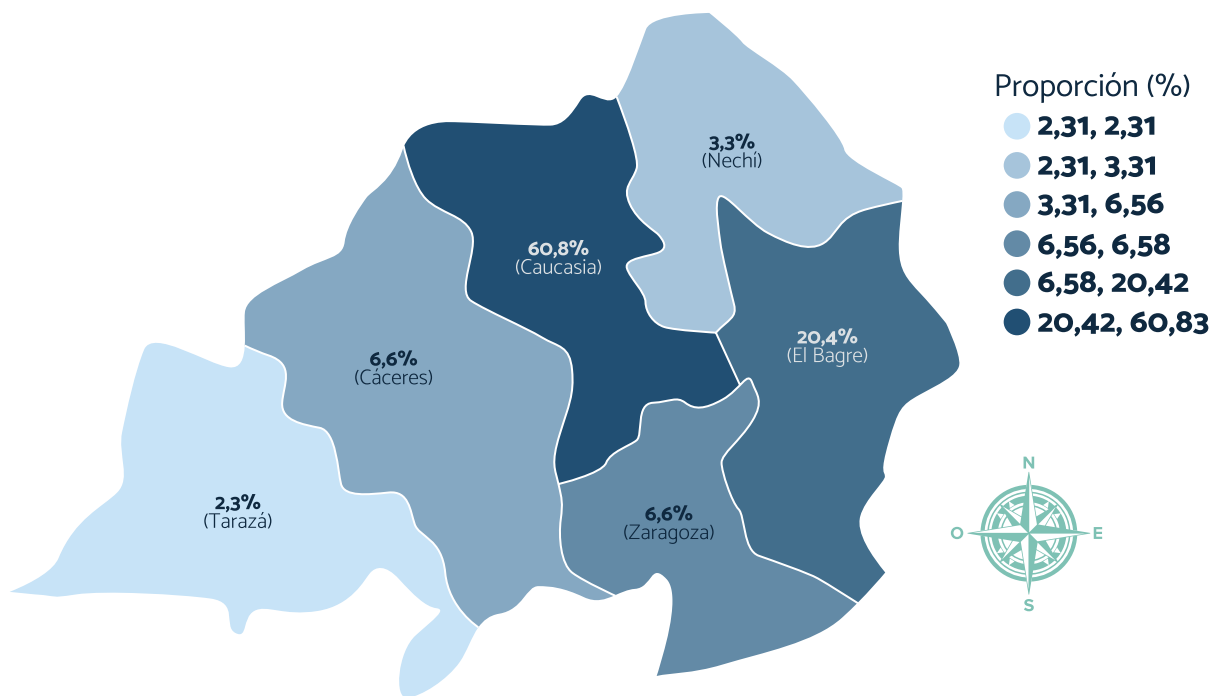 Proporción (%)
2,31, 2,31
2,31, 3,31
3,31, 6,56
6,56, 6,58
6,58, 20,42
20,42, 60,83
3,3%
(Nechí)
60,8%
(Caucasia)
20,4%
(El Bagre)
6,6%
(Cáceres)
2,3%
(Tarazá)
6,6%
(Zaragoza)
N
O
E
S